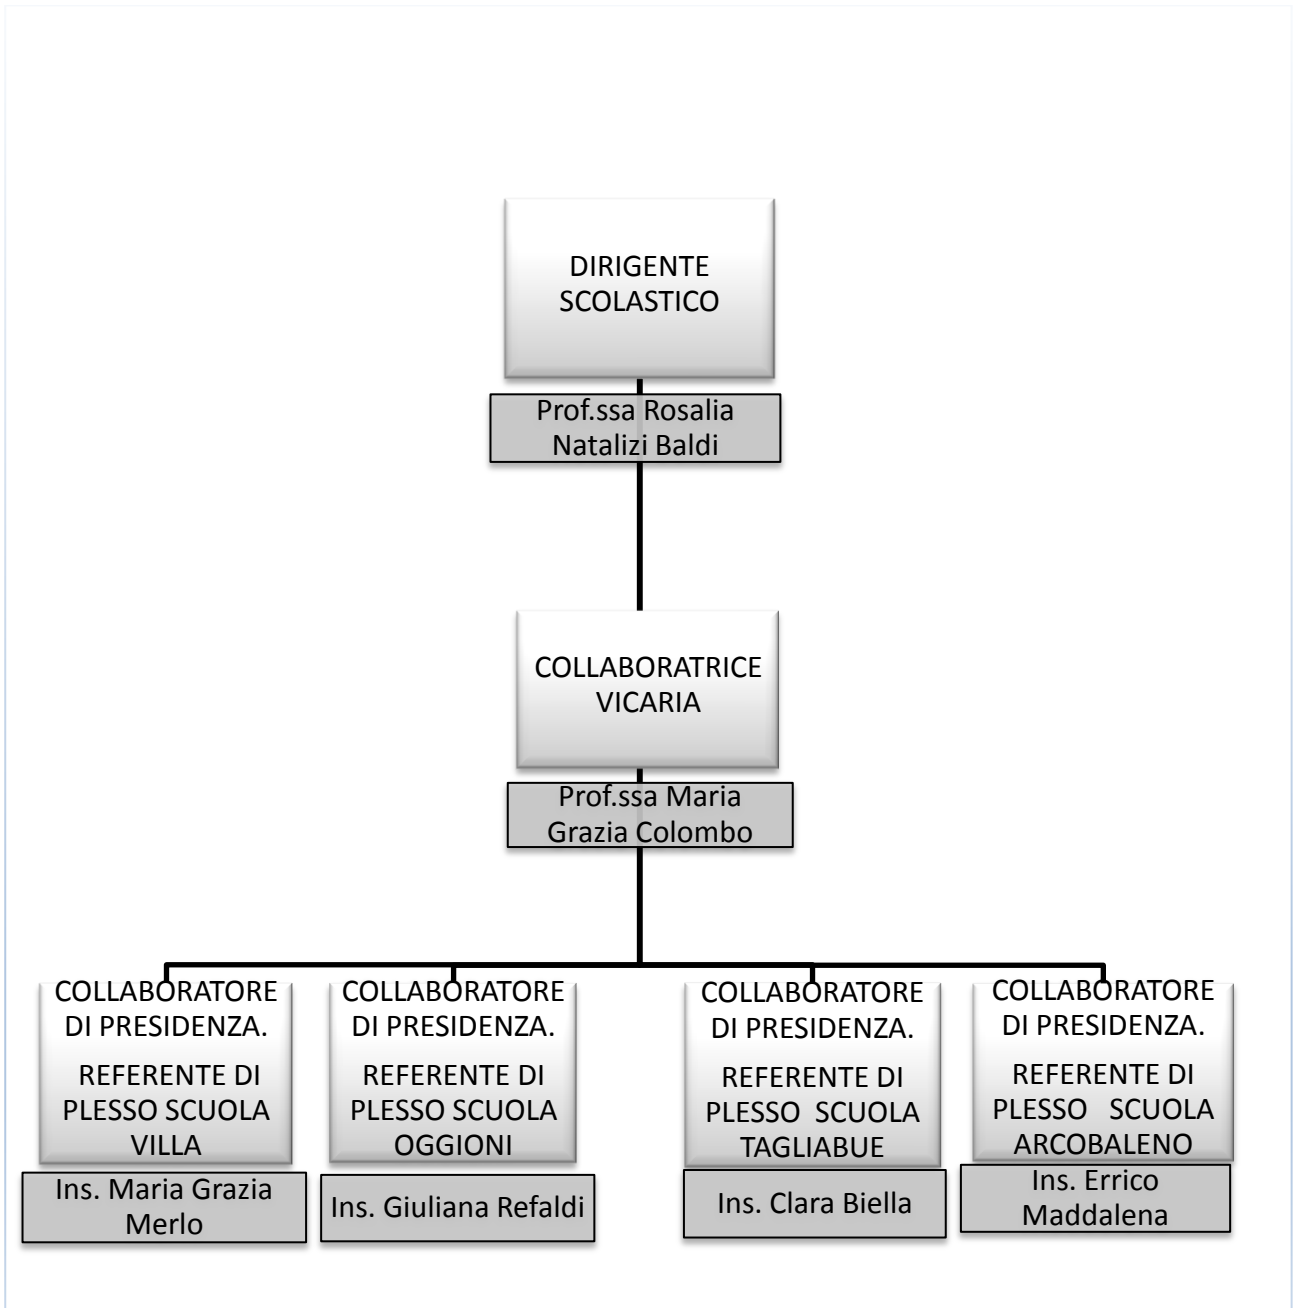 DIRIGENTE
SCOLASTICO
Prof.ssa Rosalia
Natalizi Baldi
COLLABORATRICE
VICARIA
Prof.ssa Maria
Grazia Colombo
COLLABORATORE
DI PRESIDENZA.
REFERENTE DI
PLESSO SCUOLA
VILLA
Ins. Maria Grazia
Merlo
COLLABORATORE
DI PRESIDENZA.
REFERENTE DI
PLESSO SCUOLA
OGGIONI
Ins. Giuliana Refaldi
COLLABORATORE
DI PRESIDENZA.
REFERENTE DI
PLESSO SCUOLA
TAGLIABUE
Ins. Clara Biella
COLLABORATORE
DI PRESIDENZA.
REFERENTE DI
PLESSO SCUOLA
ARCOBALENO
Ins. Errico
Maddalena